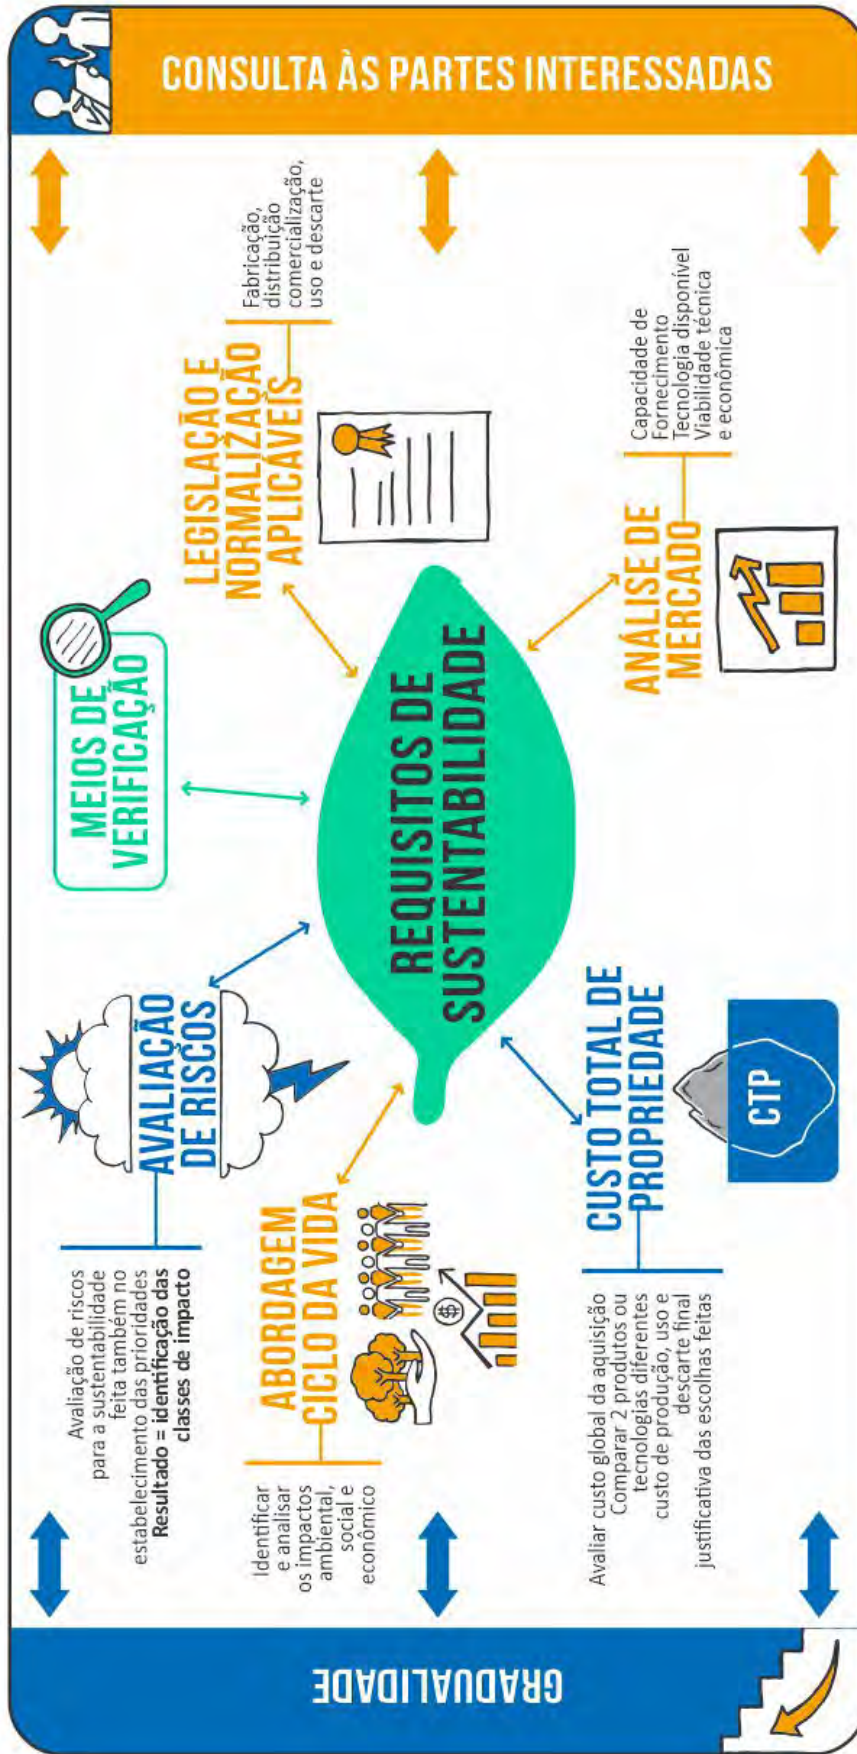 CONSULTA ÀS PARTES INTERESSADAS
MEIOS DE
VERIFICAÇÃO
LEGISLAÇÃO E
NORMALIZAÇÃO
APLICÁVEIS
Fabricação,
distribuição
comercialização,
uso e descarte
AVALIAÇÃO
DE RISCOS
Avaliação de riscos
para a sustentabilidade
feita também no
estabelecimento das prioridades
Resultado = identificação das
classes de impacto
REQUISITOS DE
SUSTENTABILIDADE
ABORDAGEM
CICLO DA VIDA
Identificar
e analisar
os impactos
ambiental,
social e
econômico
$
ANÁLISE DE
MERCADO
Capacidade de
Fornecimento
Tecnologia disponível
Viabilidade técnica
e econômica
CUSTO TOTAL DE
PROPRIEDADE
CTP
Avaliar custo global da aquisição
Comparar 2 produtos ou
tecnologias diferentes
custo de produção, uso e
descarte final
justificativa das escolhas feitas
GRADUALIDADE